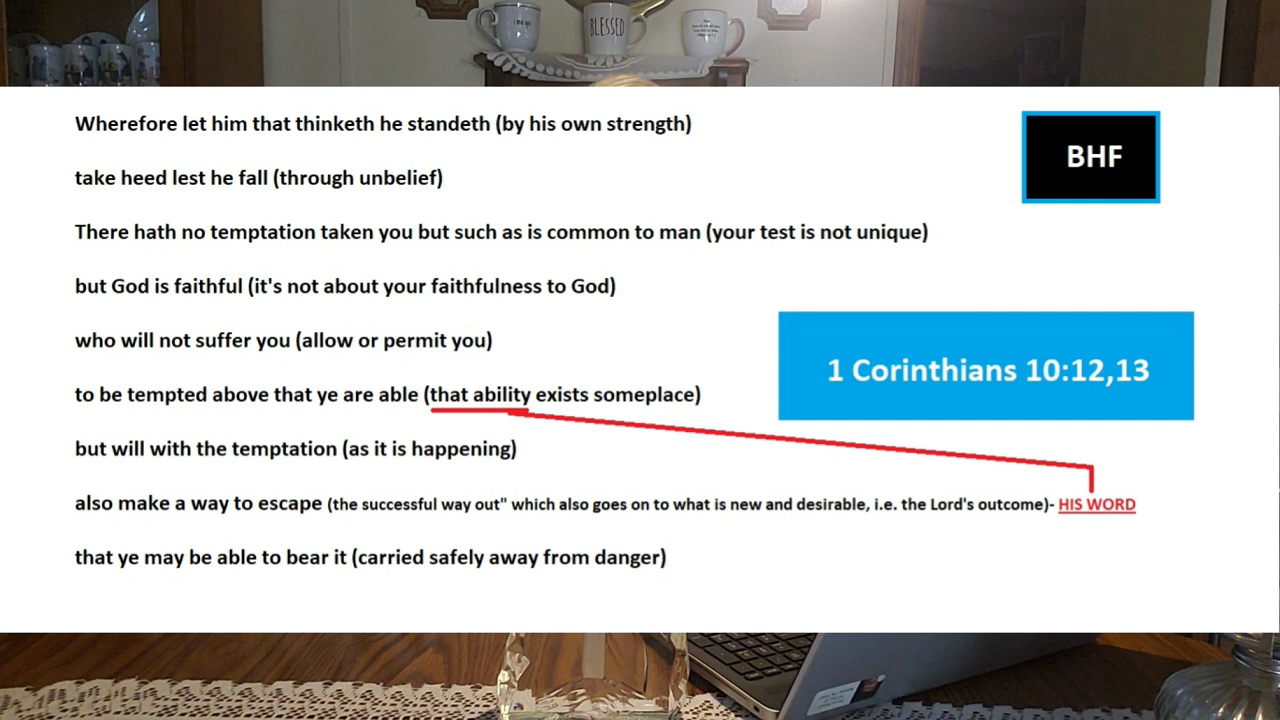 BLESSED
Wherefore let him that thinketh he standeth (by his own strength)
BHF
take heed lest he fall (through unbelief)
There hath no temptation taken you but such as is common to man (your test is not unique)
but God is faithful (it's not about your faithfulness to God)
who will not suffer you (allow or permit you)
1 Corinthians 10:12,13
to be tempted above that ye are able (that ability exists someplace)
but will with the temptation (as it is happening)
also make a way to escape (the successful way out" which also goes on to what is new and desirable, i.e. the Lord's outcome)- HIS WORD
that ye may be able to bear it (carried safely away from danger)